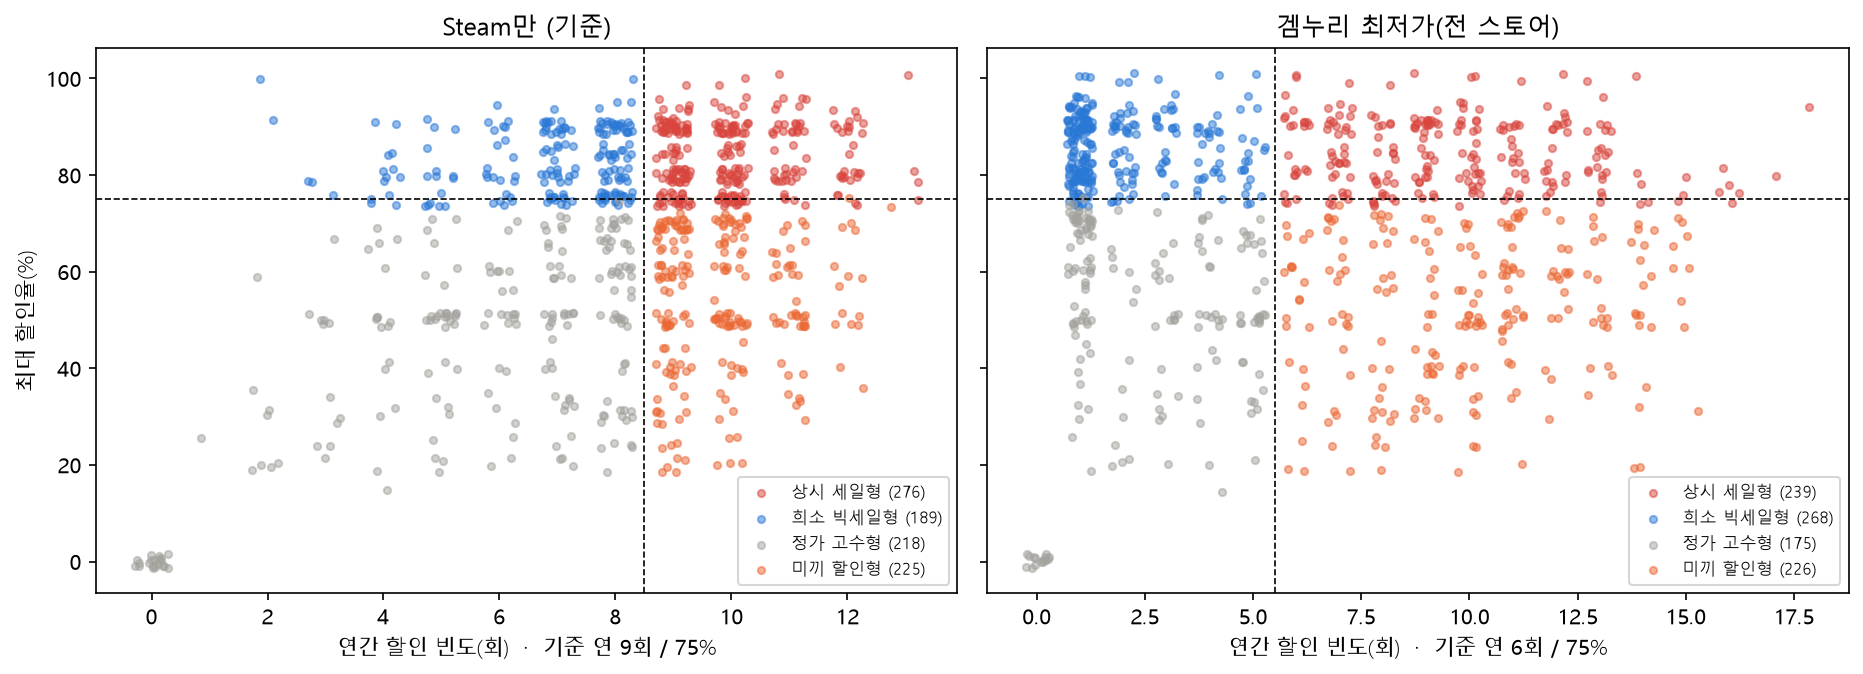 Steam만 (기준)
최대 할인율(%)
100
80
60
40
20
0
0
2
4
6
8
10
12
연간 할인 빈도(회) · 기준 연 9회 / 75%
상시 세일형 (276)
희소 빅세일형 (189)
정가 고수형 (218)
미끼 할인형 (225)
겜누리 최저가(전 스토어)
0.0
2.5
5.0
7.5
10.0
12.5
15.0
17.5
연간 할인 빈도(회) · 기준 연 6회 / 75%
상시 세일형 (239)
희소 빅세일형 (268)
정가 고수형 (175)
미끼 할인형 (226)